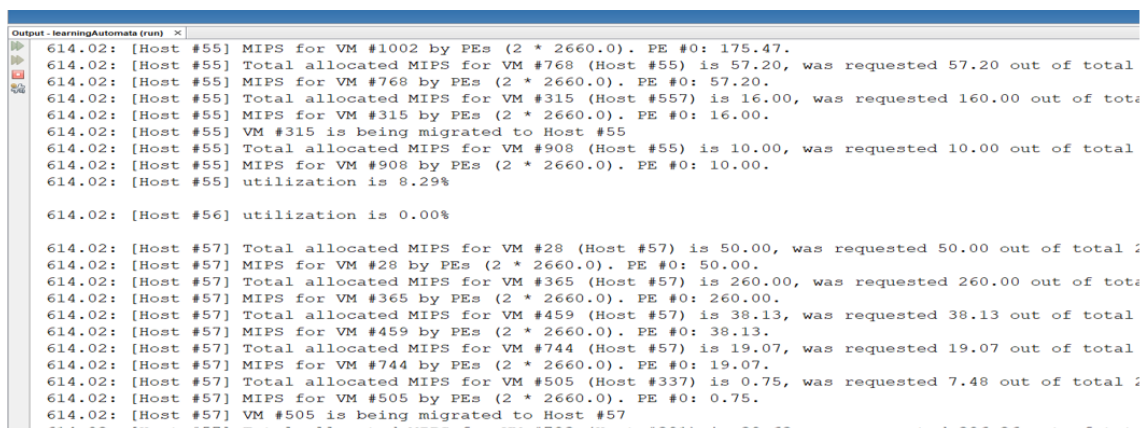 Output - learningAutomata (run) ×
614.02: [Host #55] MIPS for VM #1002 by PEs (2 * 2660.0). PE #0: 175.47.
614.02: [Host #55] Total allocated MIPS for VM #768 (Host #55) is 57.20, was requested 57.20 out of total
614.02: [Host #55] MIPS for VM #768 by PEs (2 * 2660.0). PE #0: 57.20.
614.02: [Host #55] Total allocated MIPS for VM #315 (Host #557) is 16.00, was requested 160.00 out of
614.02: [Host #55] MIPS for VM #315 by PEs (2 * 2660.0). PE #0: 16.00.
614.02: [Host #55] VM #315 is being migrated to Host #55
614.02: [Host #55] Total allocated MIPS for VM #908 (Host #55) is 10.00, was requested 10.00 out of total
614.02: [Host #55] MIPS for VM #908 by PEs (2 * 2660.0). PE #0: 10.00.
614.02: [Host #55] utilization is 8.29%
614.02: [Host #56] utilization is 0.00%
614.02: [Host #57] Total allocated MIPS for VM #28 (Host #57) is 50.00, was requested 50.00 out of total
614.02: [Host #57] MIPS for VM #28 by PEs (2 * 2660.0). PE #0: 50.00.
614.02: [Host #57] Total allocated MIPS for VM #365 (Host #57) is 260.00, was requested 260.00 out of
614.02: [Host #57] MIPS for VM #365 by PEs (2 * 2660.0). PE #0: 260.00.
614.02: [Host #57] Total allocated MIPS for VM #459 (Host #57) is 38.13, was requested 38.13 out of total
614.02: [Host #57] MIPS for VM #459 by PEs (2 * 2660.0). PE #0: 38.13.
614.02: [Host #57] Total allocated MIPS for VM #744 (Host #57) is 19.07, was requested 19.07 out of total
614.02: [Host #57] MIPS for VM #744 by PEs (2 * 2660.0). PE #0: 19.07.
614.02: [Host #57] Total allocated MIPS for VM #505 (Host #337) is 0.75, was requested 7.48 out of total
614.02: [Host #57] MIPS for VM #505 by PEs (2 * 2660.0). PE #0: 0.75.
614.02: [Host #57] VM #505 is being migrated to Host #57